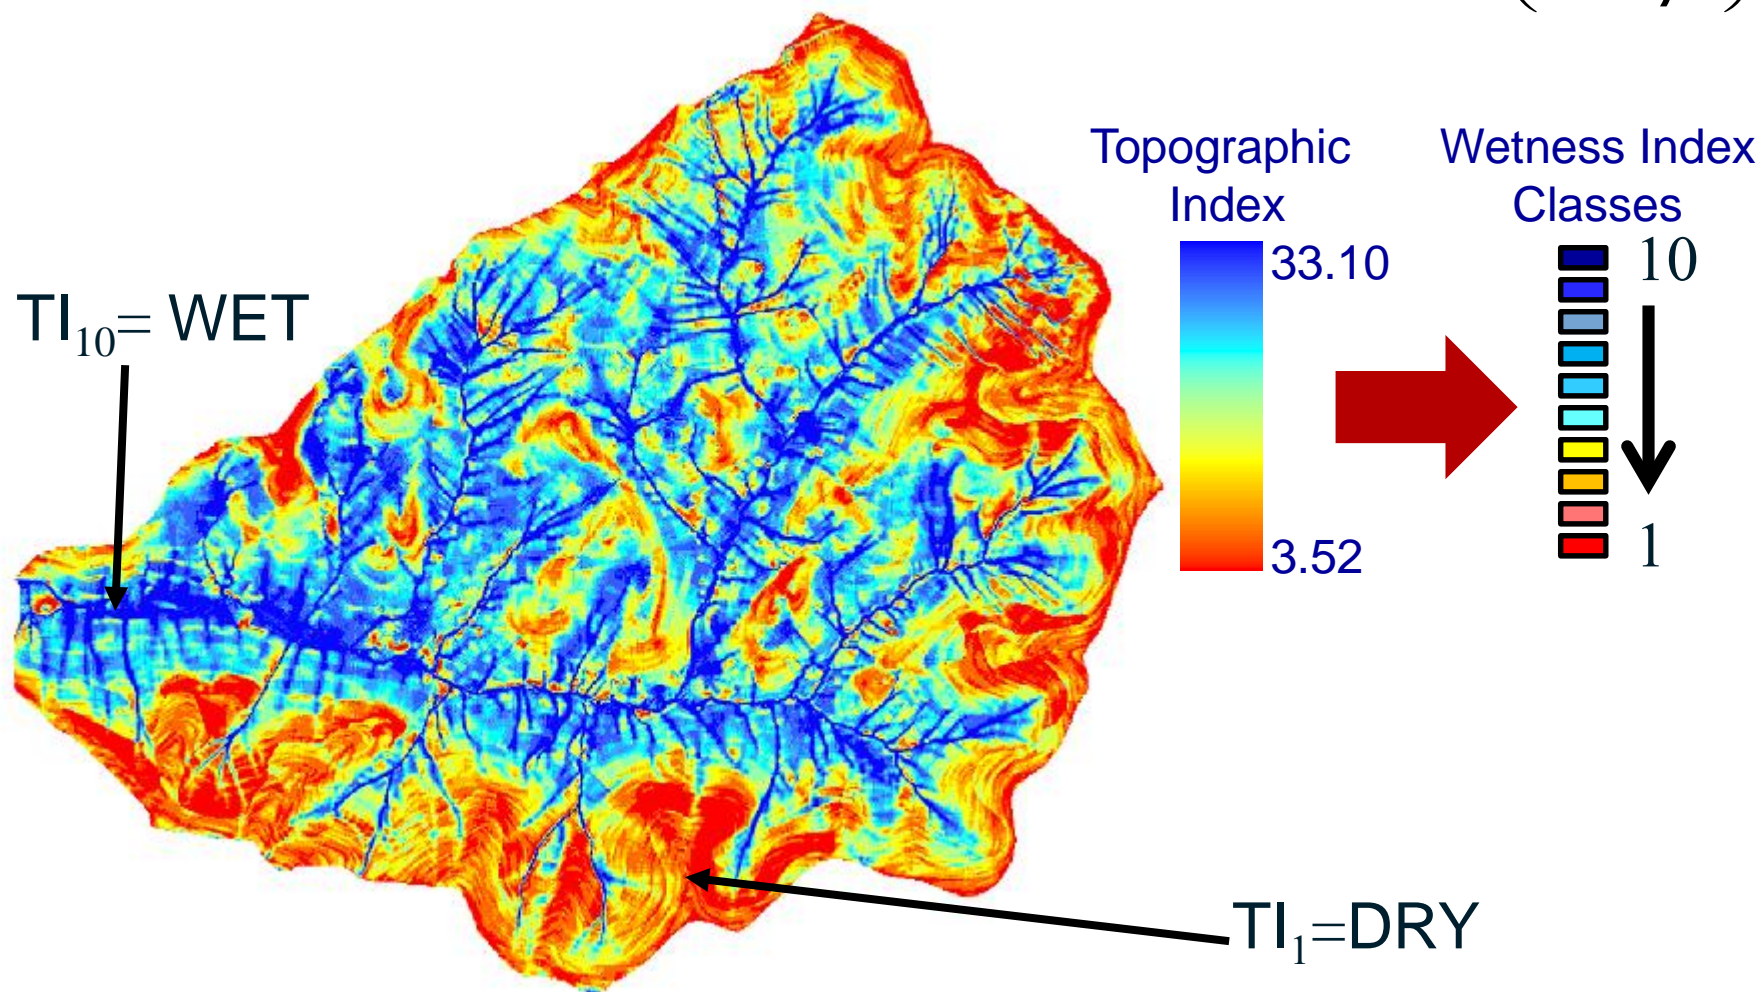 Topographic
Index
Wetness Index
Classes
33.10
10
TI10= WET
3.52
1
TI1=DRY